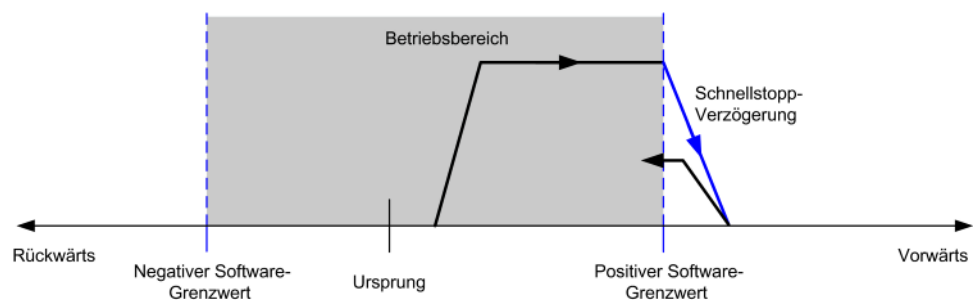 Betriebsbereich
Schnellstopp-
Verzögerung
Rückwärts
Negativer Software-
Grenzwert
Ursprung
Positiver Software-
Grenzwert
Vorwärts